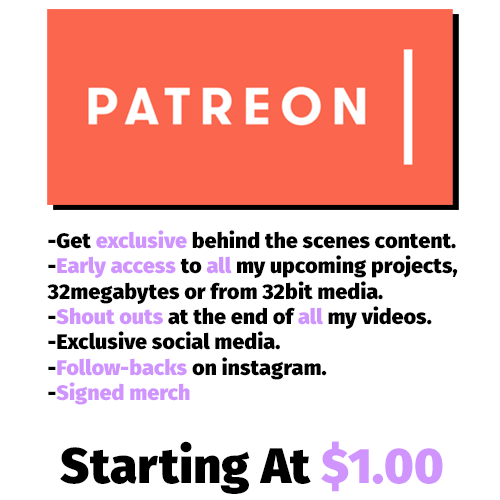 PATREON
-Get exclusive behind the scenes content.
-Early access to all my upcoming projects,
32megabytes or from 32bit media.
-Shout outs at the end of all my videos.
-Exclusive social media.
-Follow-backs on instagram.
-Signed merch
Starting At $1.00